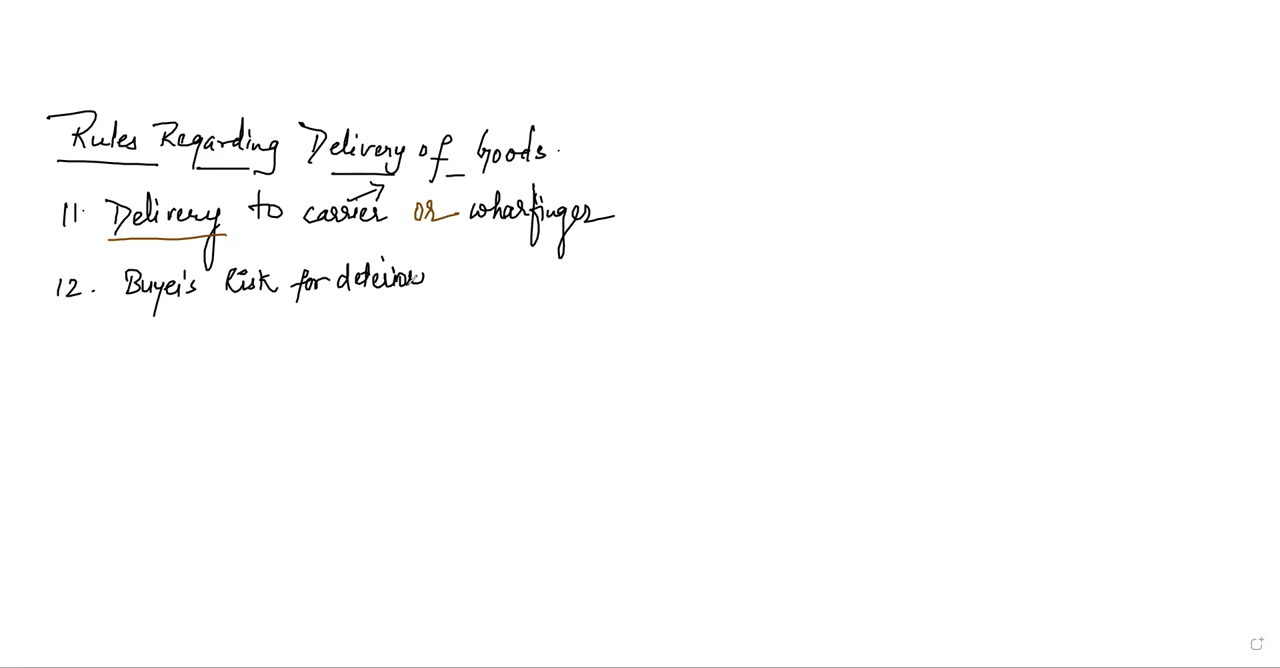 Rules Regarding Delivery of Goods.
11. Delivery to carrier or wharfinger
12. Buyer's Risk for